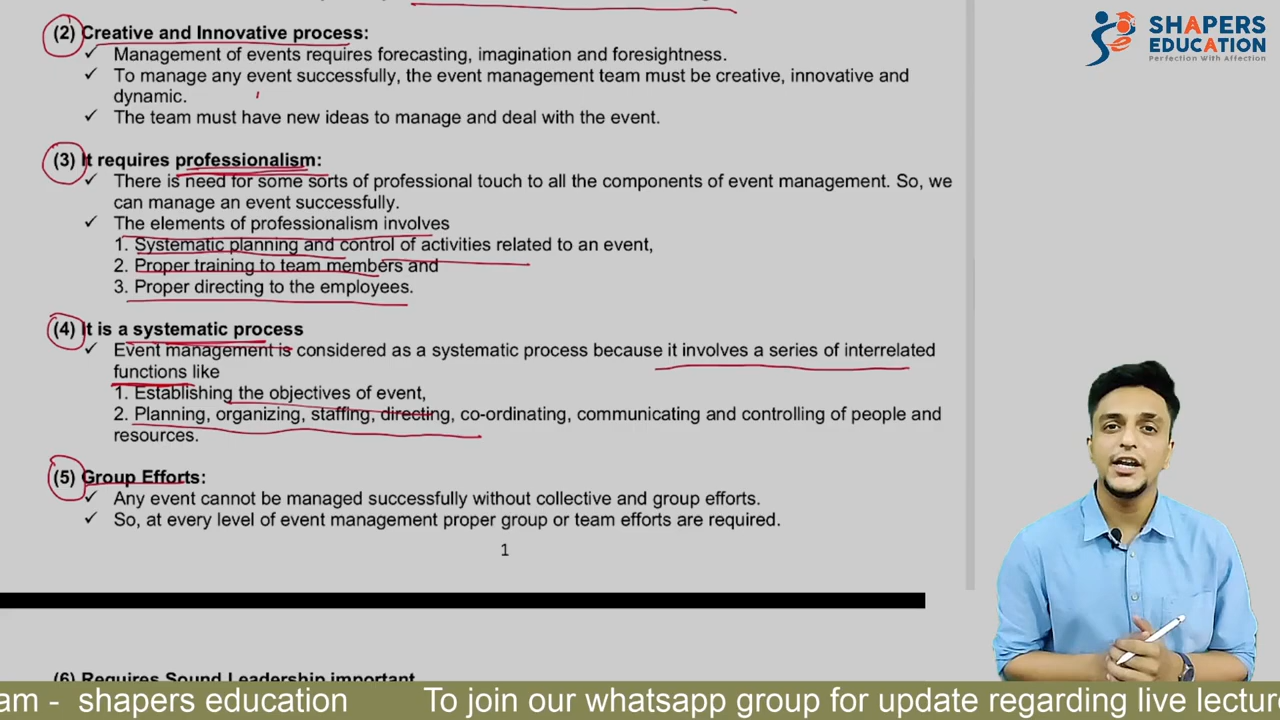 (2) Creative and Innovative process:
✓ Management of events requires forecasting, imagination and foresightness.
✓ To manage any event successfully, the event management team must be creative, innovative and
dynamic.
✓ The team must have new ideas to manage and deal with the event.
(3) It requires professionalism:
✓ There is need for some sorts of professional touch to all the components of event management. So, we
can manage an event successfully.
✓ The elements of professionalism involves
1. Systematic planning and control of activities related to an event,
2. Proper training to team members and
3. Proper directing to the employees.
(4) It is a systematic process
✓ Event management is considered as a systematic process because it involves a series of interrelated
functions like
1. Establishing the objectives of event,
2. Planning, organizing, staffing, directing, co-ordinating, communicating and controlling of people and
resources.
(5) Group Efforts:
✓ Any event cannot be managed successfully without collective and group efforts.
✓ So, at every level of event management proper group or team efforts are required.
1
(6) Requires Sound Leadership important
SHAPERS
EDUCATION
Perfection With Affection
am - shapers education To join our whatsapp group for update regarding live lecture